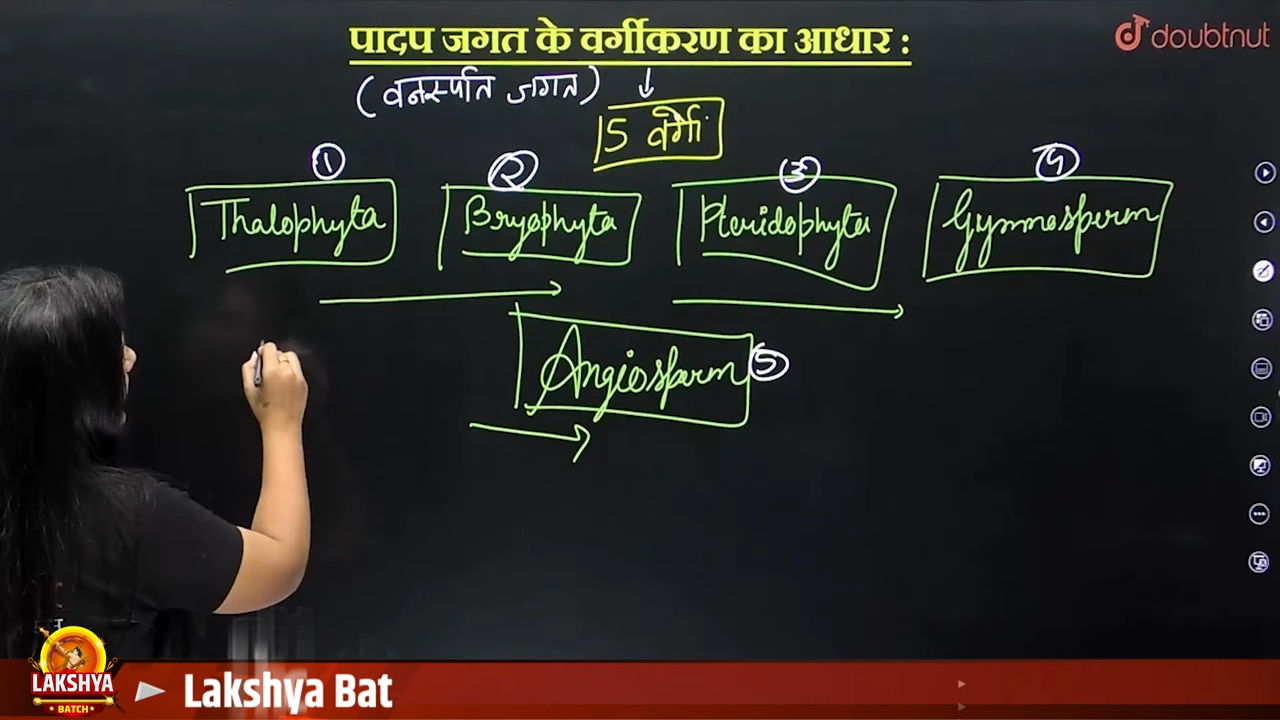 पादप जगत के वर्गीकरण का आधार :
doubtnut
(वनस्पति जगत) ↓
5 वर्गों
① ② ③ ④
Thalophyta Bryophyta Pteridophyta Gymnosperm
Angiosperm ⑤
LAKSHYA
BATCH
Lakshya Bat